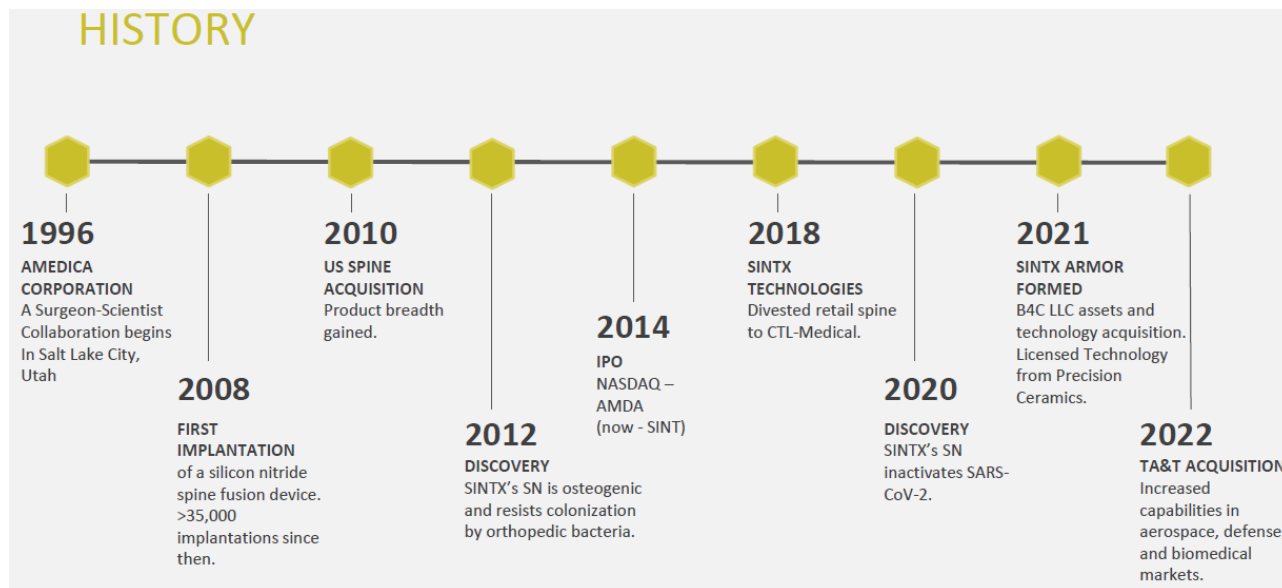 HISTORY
1996
AMEDICA
CORPORATION
A Surgeon-Scientist
Collaboration begins
In Salt Lake City,
Utah
2008
FIRST
IMPLANTATION
of a silicon nitride
spine fusion device.
>35,000
implantations since
then.
2010
US SPINE
ACQUISITION
Product breadth
gained.
2012
DISCOVERY
SINTX’s SN is osteogenic
and resists colonization
by orthopedic bacteria.
2014
IPO
NASDAQ –
AMDA
(now - SINT)
2018
SINTX
TECHNOLOGIES
Divested retail spine
to CTL-Medical.
2020
DISCOVERY
SINTX’s SN
inactivates SARS-
CoV-2.
2021
SINTX ARMOR
FORMED
B4C LLC assets and
technology acquisition.
Licensed Technology
from Precision
Ceramics.
2022
TA&T ACQUISITION
Increased
capabilities in
aerospace, defense
and biomedical
markets.